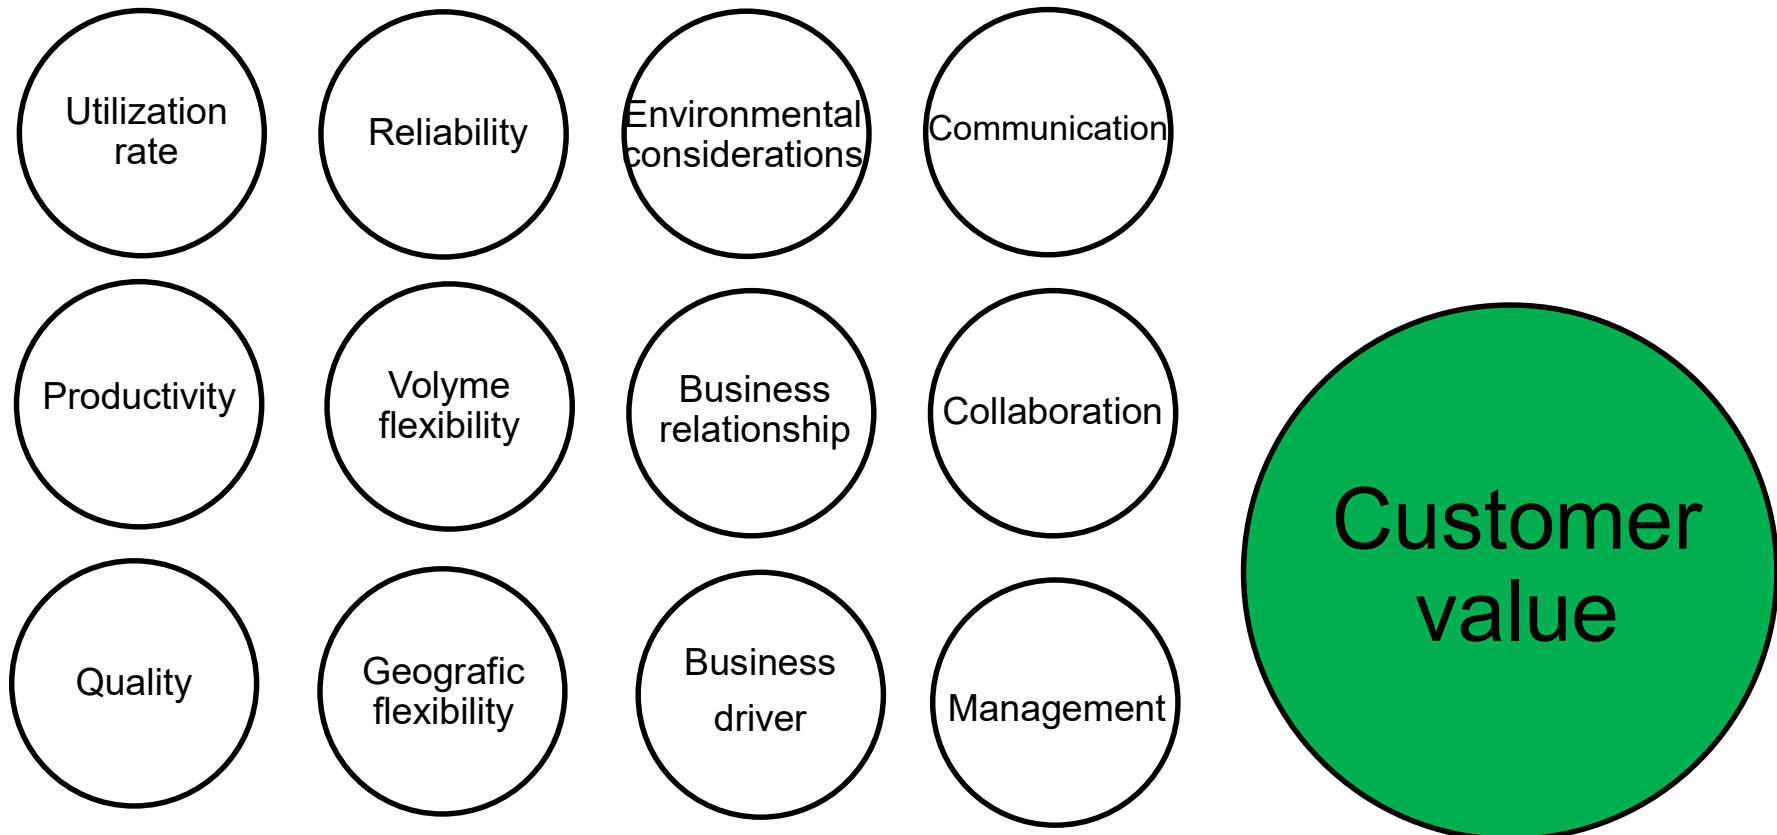 Utilization
rate
Reliability
Environmental
considerations
Communication
Productivity
Volyme
flexibility
Business
relationship
Collaboration
Customer
value
Quality
Geografic
flexibility
Business
driver
Management